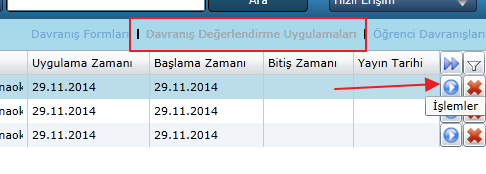 Ara Hızlı Erişim
Davranış Formları Davranış Değerlendirme Uygulamaları Öğrenci Davranışları
Uygulama Zamanı Başlama Zamanı Bitiş Zamanı Yayın Tarihi
naok 29.11.2014 29.11.2014
İşlemler
naok 29.11.2014 29.11.2014
naok 29.11.2014 29.11.2014